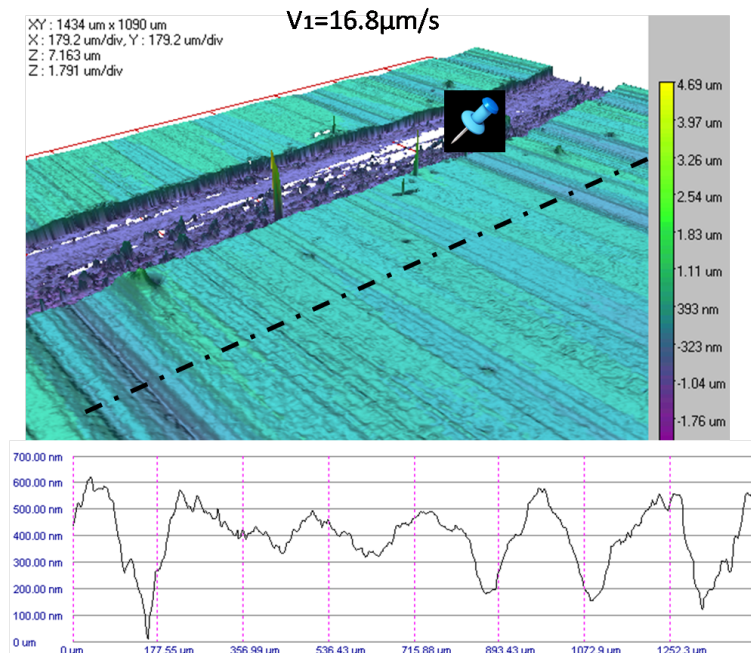 V1=16.8μm/s
XY : 1434 um x 1090 um
X : 179.2 um/div, Y : 179.2 um/div
Z : 7.163 um
Z : 1.791 um/div
4.69 um
3.97 um
3.26 um
2.54 um
1.83 um
1.11 um
393 nm
-323 nm
-1.04 um
-1.76 um
700.00 nm
600.00 nm
500.00 nm
400.00 nm
300.00 nm
200.00 nm
100.00 nm
0 um
0 um 177.55 um 356.99 um 536.43 um 715.88 um 893.43 um 1072.9 um 1252.3 um